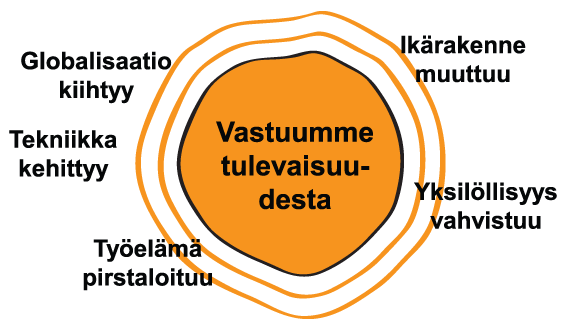 Globalisaatio
kiihtyy
Ikärakenne
muuttuu
Tekniikka
kehittyy
Vastuumme
tulevaisuu-
desta
Yksilöllisyys
vahvistuu
Työelämä
pirstaloituu